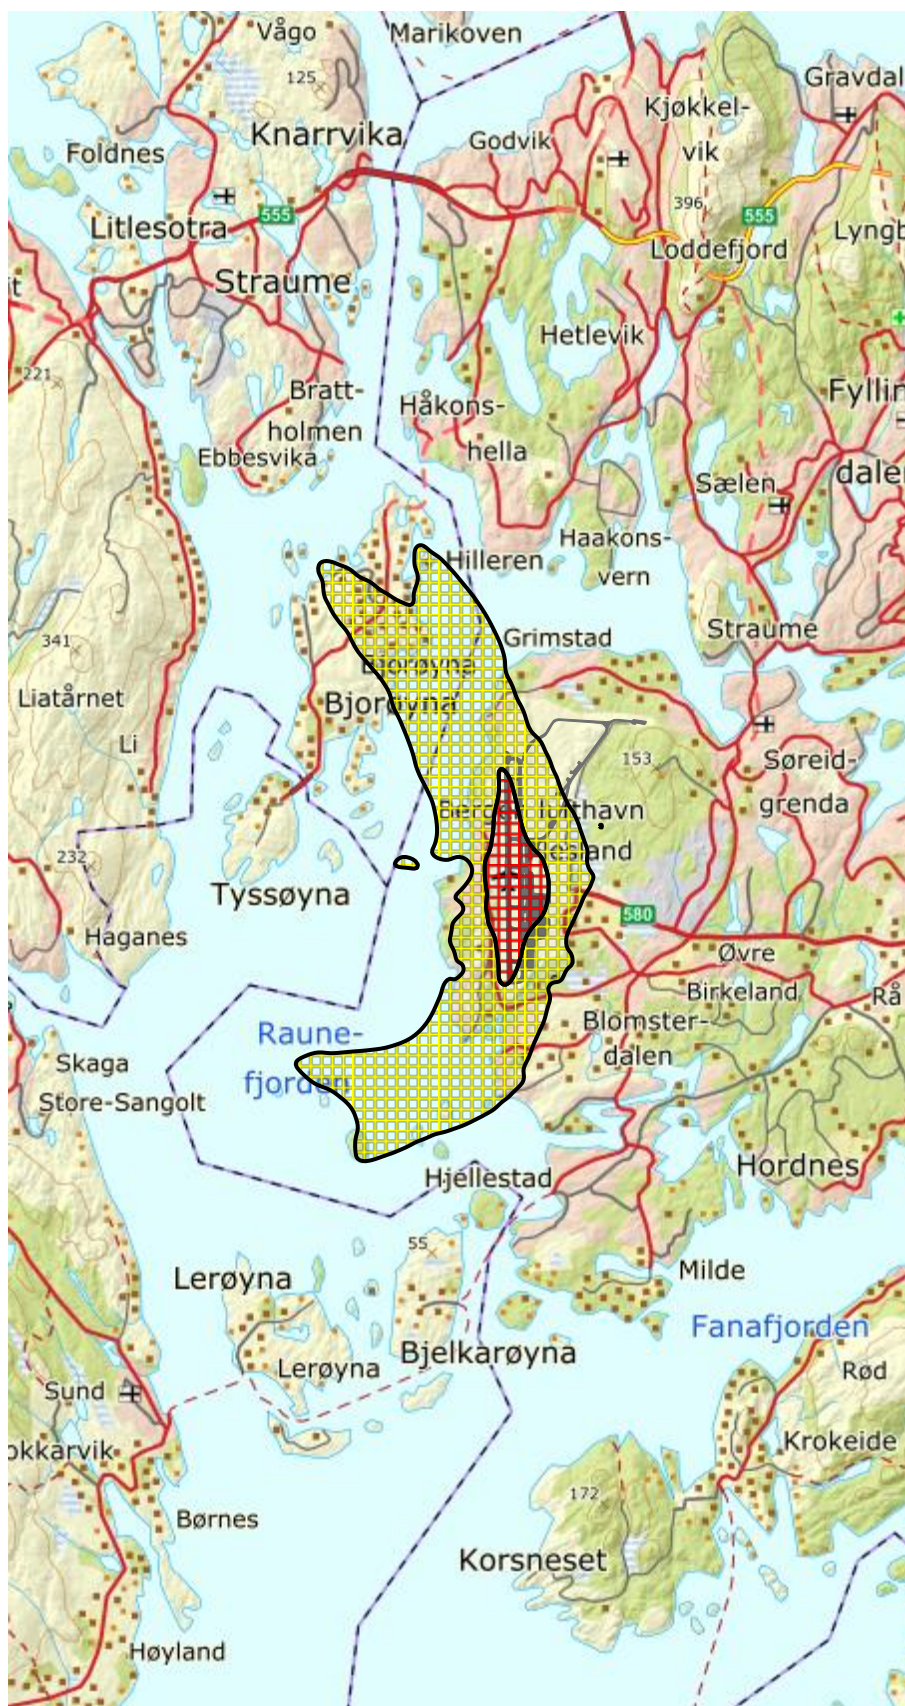 Vågo
Marikoven
125
Gravdal
Knarrvika
Kjøkkel-
vik
Godvik
Foldnes
396
Litlesotra
555
555
Loddefjord
Lyngb
Straume
Hetlevik
221
Bratt-
holmen
Håkons-
hella
Fyllin
dalen
Ebbesvika
Sælen
Haakons-
vern
Hilleren
341
Grimstad
Straume
Liatårnet
Bjorøyna
Bjorøyna
Li
153
Søreid-
grenda
232
lufthavn
Tyssøyna
580
Haganes
Øvre
Birkeland
Rå
Raune-
fjorden
Blomster-
dalen
Skaga
Store-Sangolt
Hjellestad
Hordnes
55
Lerøyna
Milde
Fanafjorden
Lerøyna
Bjelkarøyna
Rød
Sund
okkarvik
Krokeide
172
Børnes
Korsneset
Høyland